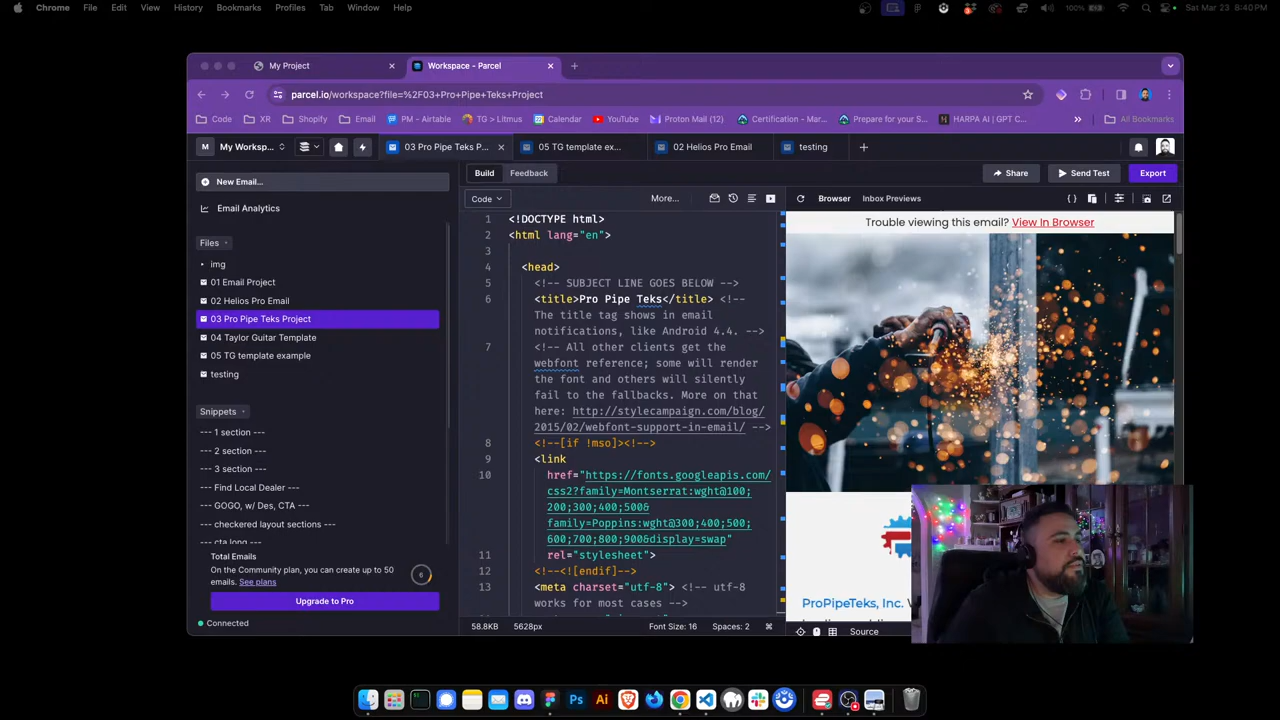 Chrome File Edit View History Bookmarks Profiles Tab Window Help 100% Sat Mar 23 8:40 PM
My Project Workspace - Parcel
parcel.io/workspace?file=%2F03+Pro+Pipe+Teks+Project
Code XR Shopify Email PM - Airtable TG > Litmus Calendar YouTube Proton Mail (12) Certification - Mar... Prepare for your S... HARPA AI | GPT C... All Bookmarks
M My Worksp... 03 Pro Pipe Teks P... 05 TG template ex... 02 Helios Pro Email testing
New Email... Build Feedback Share Send Test Export
Email Analytics
Code More... Browser Inbox Previews
Files
img
01 Email Project
02 Helios Pro Email
03 Pro Pipe Teks Project
04 Taylor Guitar Template
05 TG template example
testing
Snippets
--- 1 section ---
--- 2 section ---
--- 3 section ---
--- Find Local Dealer ---
--- GOGO, w/ Des, CTA ---
--- checkered layout sections ---
--- cta long ---
Total Emails
On the Community plan, you can create up to 50
emails. See plans
6
Upgrade to Pro
Connected
1 <!DOCTYPE html>
2 <html lang="en">
3
4 <head>
5 <!-- SUBJECT LINE GOES BELOW -->
6 <title>Pro Pipe Teks</title> <!--
The title tag shows in email
notifications, like Android 4.4. -->
7 <!-- All other clients get the
webfont reference; some will render
the font and others will silently
fail to the fallbacks. More on that
here: http://stylecampaign.com/blog/
2015/02/webfont-support-in-email/ -->
8 <!--[if !mso]><!-->
9 <link
10 href="https://fonts.googleapis.com/
css2?family=Montserrat:wght@100;
200;300;400;500&
family=Poppins:wght@300;400;500;
600;700;800;900&display=swap"
11 rel="stylesheet">
12 <!--<![endif]-->
13 <meta charset="utf-8"> <!-- utf-8
works for most cases -->
58.8KB 5628px Font Size: 16 Spaces: 2
Trouble viewing this email? View In Browser
ProPipeTeks, Inc.
Source
Ps Ai